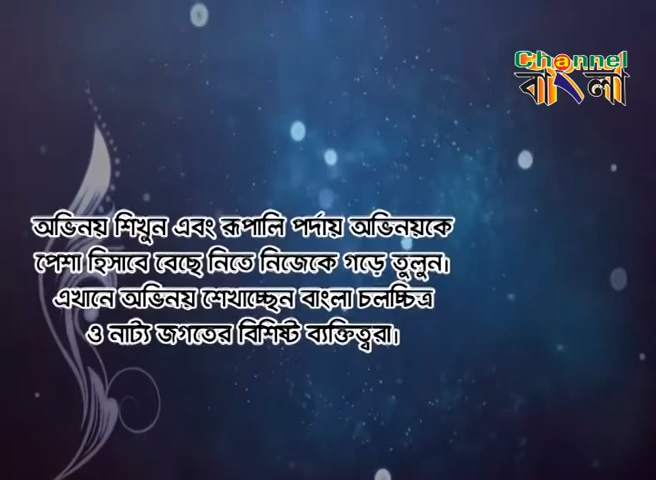 Channel
বাংলা
অভিনয় শিখুন এবং রূপালি পর্দায় অভিনয়কে
পেশা হিসাবে বেছে নিতে নিজেকে গড়ে তুলুন।
এখানে অভিনয় শেখাচ্ছেন বাংলা চলচ্চিত্র
ও নাট্য জগতের বিশিষ্ট ব্যক্তিত্বরা।